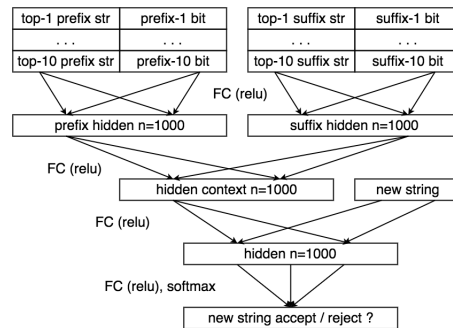 top-1 prefix str prefix-1 bit top-1 suffix str suffix-1 bit
. . . . . . . . . . . .
top-10 prefix str prefix-10 bit top-10 suffix str suffix-10 bit
FC (relu)
prefix hidden n=1000 suffix hidden n=1000
FC (relu)
hidden context n=1000 new string
FC (relu)
hidden n=1000
FC (relu), softmax
new string accept / reject ?